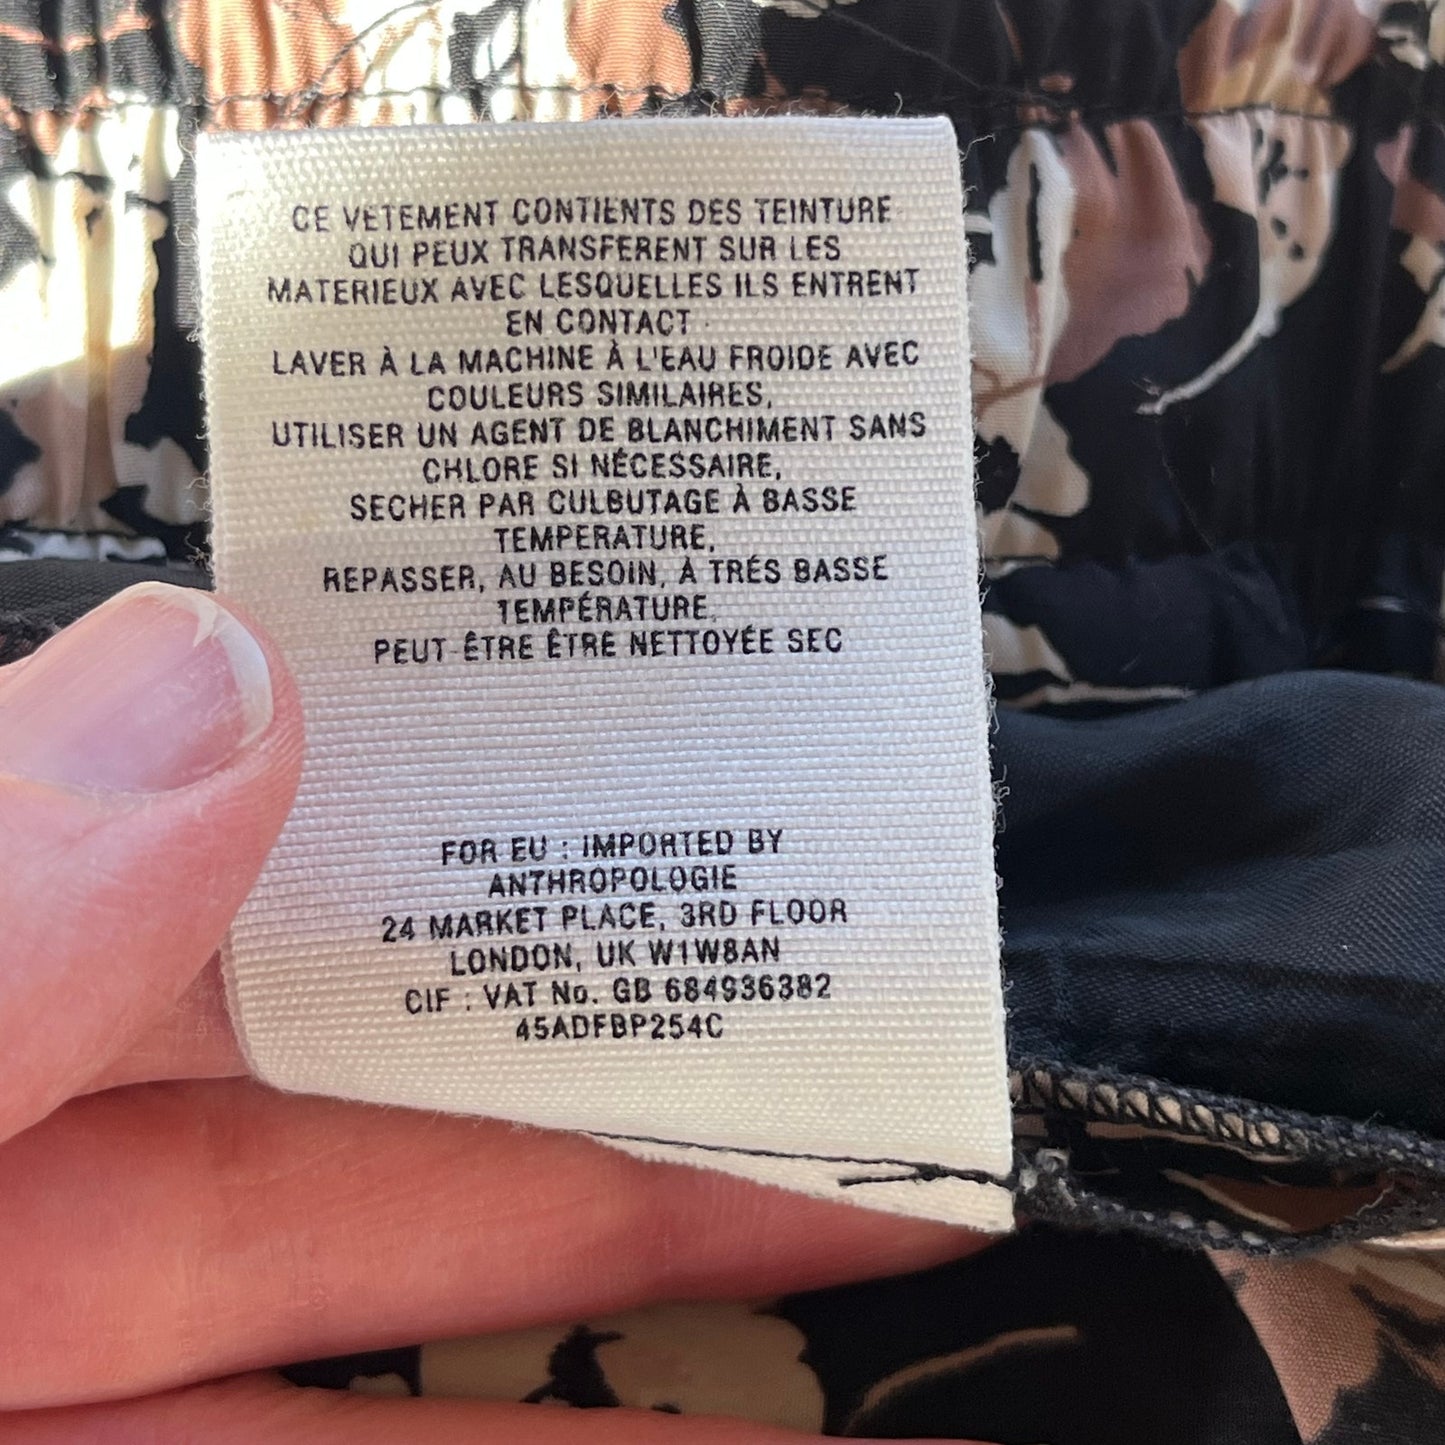 CE VETEMENT CONTIENTS DES TEINTURE
QUI PEUX TRANSFERENT SUR LES
MATERIEUX AVEC LESQUELLES ILS ENTRENT
EN CONTACT
LAVER À LA MACHINE À L'EAU FROIDE AVEC
COULEURS SIMILAIRES,
UTILISER UN AGENT DE BLANCHIMENT SANS
CHLORE SI NÉCESSAIRE,
SECHER PAR CULBUTAGE À BASSE
TEMPERATURE,
REPASSER, AU BESOIN, À TRÉS BASSE
TEMPÉRATURE,
PEUT-ÊTRE ÊTRE NETTOYÉE SEC
FOR EU : IMPORTED BY
ANTHROPOLOGIE
24 MARKET PLACE, 3RD FLOOR
LONDON, UK W1W8AN
CIF : VAT No. GB 684936382
45ADFBP254C